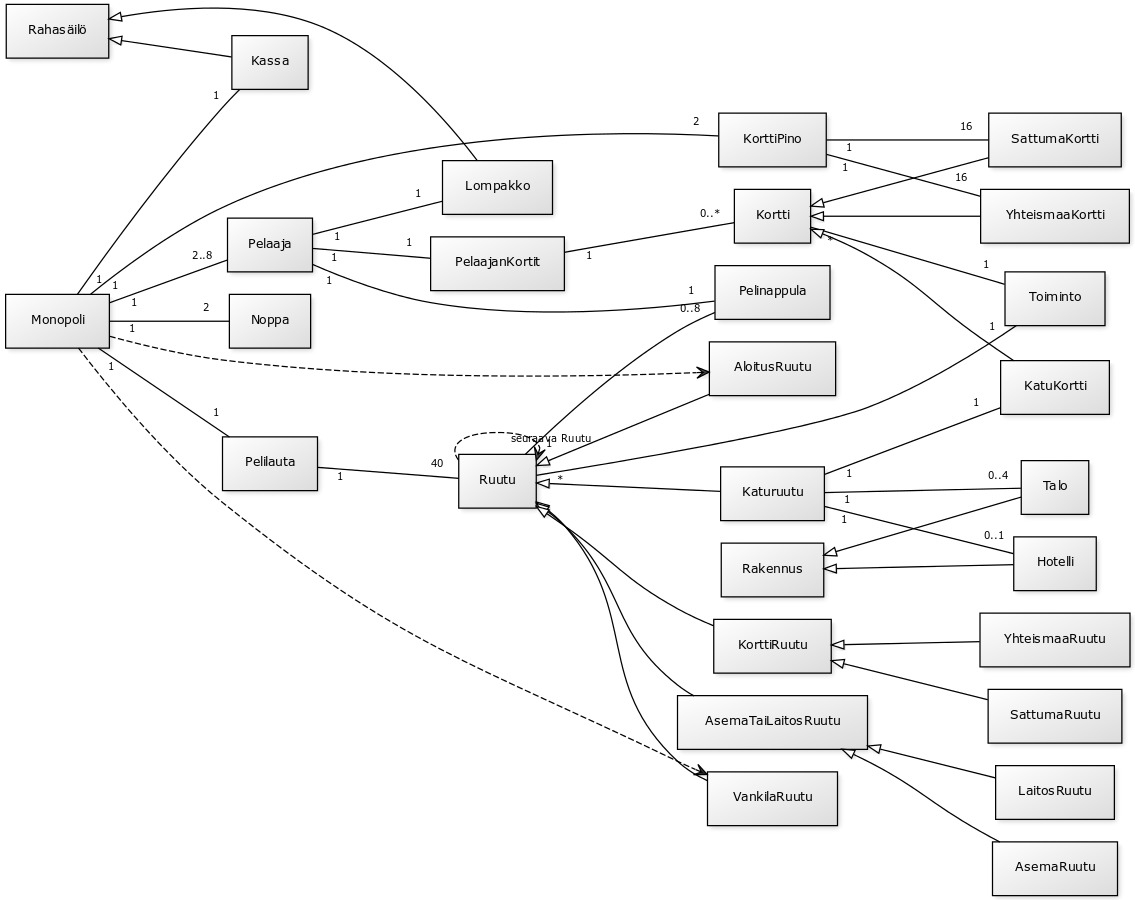 Rahasäilö
Kassa
1
2
KorttiPino
16
SattumaKortti
1
1
16
Lompakko
1
Kortti
YhteismaaKortti
0..*
Pelaaja
1
1
PelaajanKortit
1
*
2..8
1
1
Pelinappula
1
0..8
1
Toiminto
1
1
1
1
Monopoli
2
Noppa
1
1
AloitusRuutu
KatuKortti
1
1
1
Pelilauta
1
40
seuraava Ruutu
1
Ruutu
*
Katuruutu
1
1
1
0..4
Talo
0..1
Hotelli
Rakennus
KorttiRuutu
YhteismaaRuutu
AsemaTaiLaitosRuutu
SattumaRuutu
VankilaRuutu
LaitosRuutu
AsemaRuutu